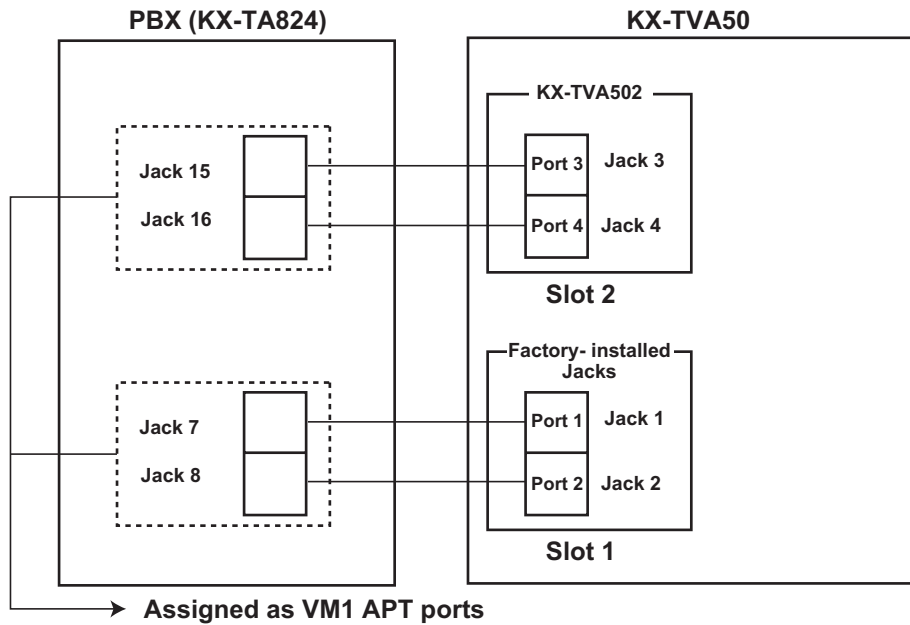 PBX (KX-TA824)
KX-TVA50
KX-TVA502
Jack 15
Port 3
Jack 3
Jack 16
Port 4
Jack 4
Slot 2
Factory- installed
Jacks
Jack 7
Port 1
Jack 1
Jack 8
Port 2
Jack 2
Slot 1
Assigned as VM1 APT ports